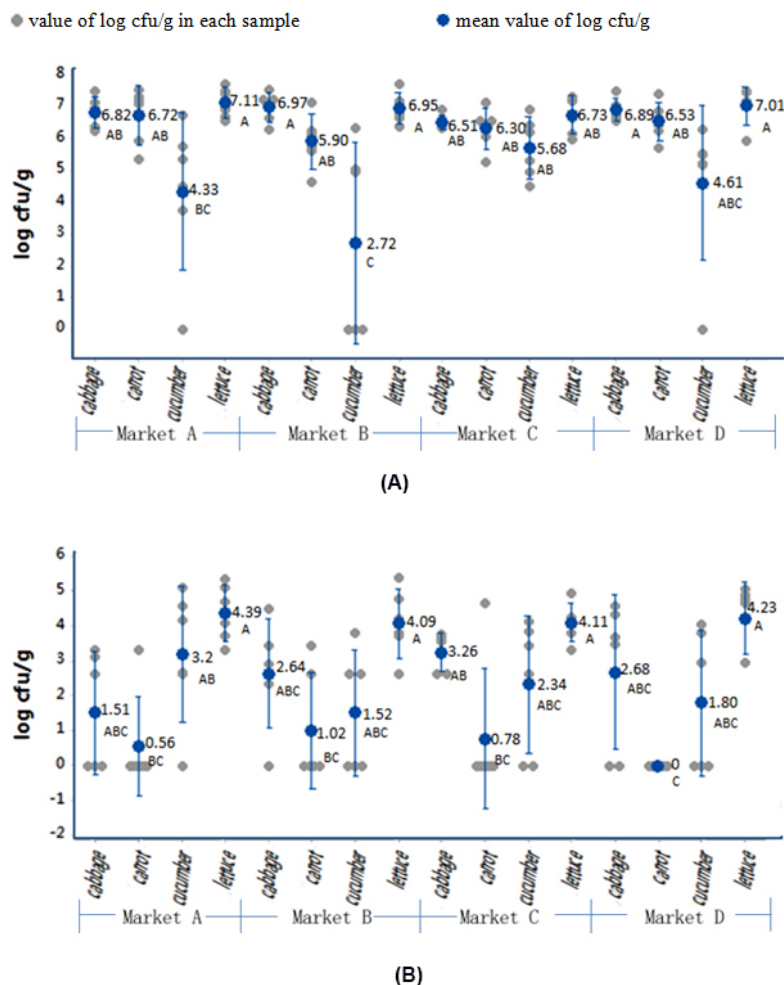 value of log cfu/g in each sample mean value of log cfu/g
8
7
6
5
4
3
2
1
0
log cfu/g
6.82 AB
6.72 AB
4.33 BC
7.11 A
6.97 A
5.90 AB
2.72 C
6.95 A
6.51 AB
6.30 AB
5.68 AB
6.73 AB
6.89 A
6.53 AB
4.61 ABC
7.01 A
cabbage carrot cucumber lettuce cabbage carrot cucumber lettuce cabbage carrot cucumber lettuce cabbage carrot cucumber lettuce
Market A Market B Market C Market D
(A)
6
5
4
3
2
1
0
-1
-2
log cfu/g
1.51 ABC
0.56 BC
3.2 AB
4.39 A
2.64 ABC
1.02 BC
1.52 ABC
4.09 A
3.26 AB
0.78 BC
2.34 ABC
4.11 A
2.68 ABC
0 C
1.80 ABC
4.23 A
cabbage carrot cucumber lettuce cabbage carrot cucumber lettuce cabbage carrot cucumber lettuce cabbage carrot cucumber lettuce
Market A Market B Market C Market D
(B)